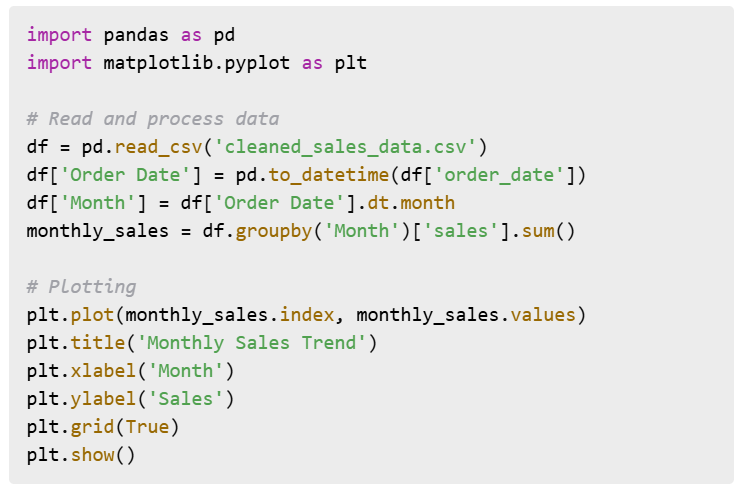 import pandas as pd
import matplotlib.pyplot as plt
# Read and process data
df = pd.read_csv('cleaned_sales_data.csv')
df['Order Date'] = pd.to_datetime(df['order_date'])
df['Month'] = df['Order Date'].dt.month
monthly_sales = df.groupby('Month')['sales'].sum()
# Plotting
plt.plot(monthly_sales.index, monthly_sales.values)
plt.title('Monthly Sales Trend')
plt.xlabel('Month')
plt.ylabel('Sales')
plt.grid(True)
plt.show()